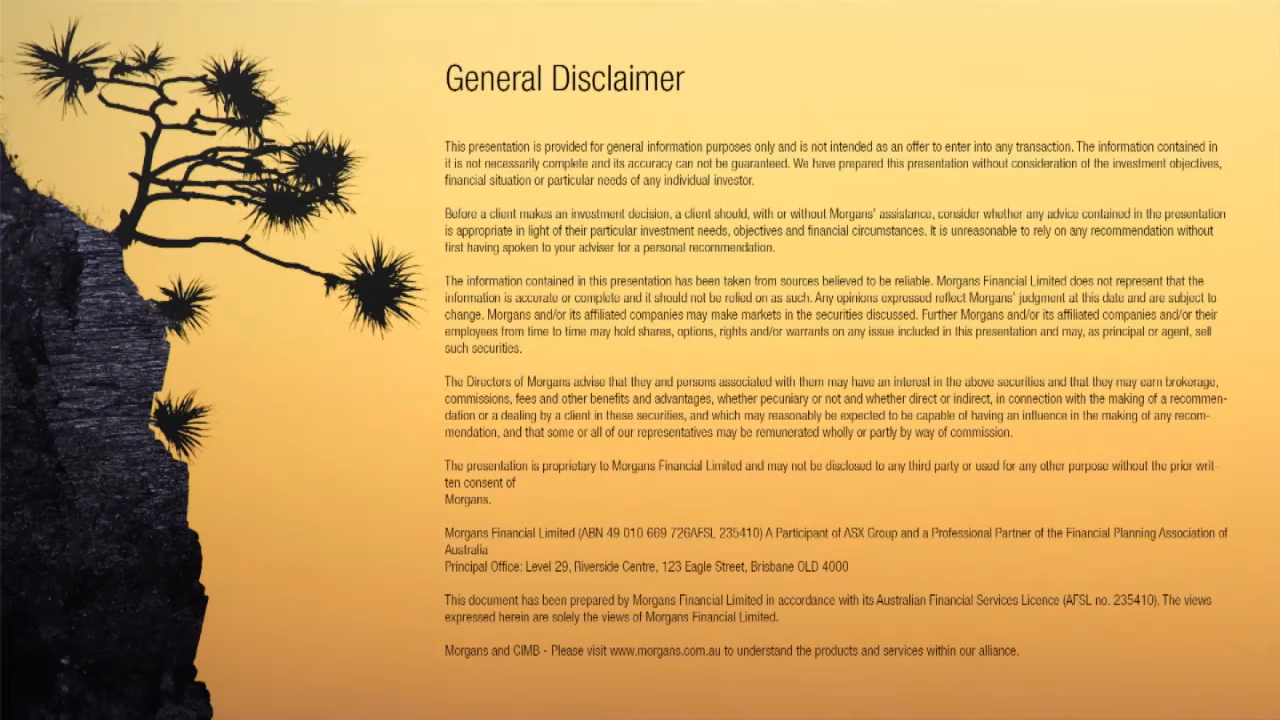 General Disclaimer
This presentation is provided for general information purposes only and is not intended as an offer to enter into any transaction. The information contained in
it is not necessarily complete and its accuracy can not be guaranteed. We have prepared this presentation without consideration of the investment objectives,
financial situation or particular needs of any individual investor.
Before a client makes an investment decision, a client should, with or without Morgans' assistance, consider whether any advice contained in the presentation
is appropriate in light of their particular investment needs, objectives and financial circumstances. It is unreasonable to rely on any recommendation without
first having spoken to your adviser for a personal recommendation.
The information contained in this presentation has been taken from sources believed to be reliable. Morgans Financial Limited does not represent that the
information is accurate or complete and it should not be relied on as such. Any opinions expressed reflect Morgans' judgment at this date and are subject to
change. Morgans and/or its affiliated companies may make markets in the securities discussed. Further Morgans and/or its affiliated companies and/or their
employees from time to time may hold shares, options, rights and/or warrants on any issue included in this presentation and may, as principal or agent, sell
such securities.
The Directors of Morgans advise that they and persons associated with them may have an interest in the above securities and that they may earn brokerage,
commissions, fees and other benefits and advantages, whether pecuniary or not and whether direct or indirect, in connection with the making of a recommen-
dation or a dealing by a client in these securities, and which may reasonably be expected to be capable of having an influence in the making of any recom-
mendation, and that some or all of our representatives may be remunerated wholly or partly by way of commission.
The presentation is proprietary to Morgans Financial Limited and may not be disclosed to any third party or used for any other purpose without the prior writ-
ten consent of
Morgans.
Morgans Financial Limited (ABN 49 010 669 726AFSL 235410) A Participant of ASX Group and a Professional Partner of the Financial Planning Association of
Australia
Principal Office: Level 29, Riverside Centre, 123 Eagle Street, Brisbane QLD 4000
This document has been prepared by Morgans Financial Limited in accordance with its Australian Financial Services Licence (AFSL no. 235410). The views
expressed herein are solely the views of Morgans Financial Limited.
Morgans and CIMB - Please visit www.morgans.com.au to understand the products and services within our alliance.